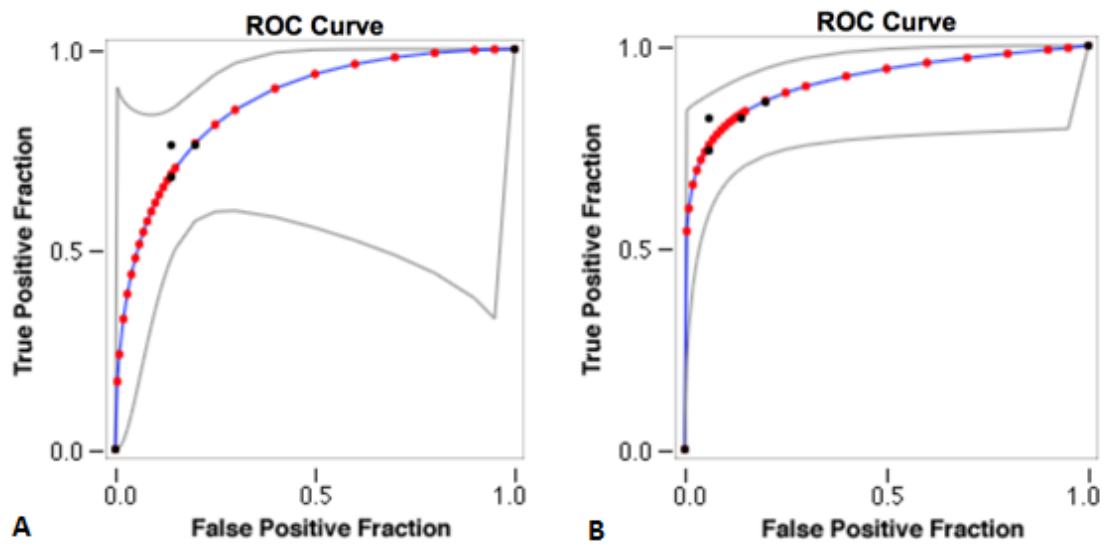 ROC Curve
1.0
0.5
0.0
True Positive Fraction
0.0 0.5 1.0
False Positive Fraction
A
ROC Curve
1.0
0.5
0.0
True Positive Fraction
0.0 0.5 1.0
False Positive Fraction
B